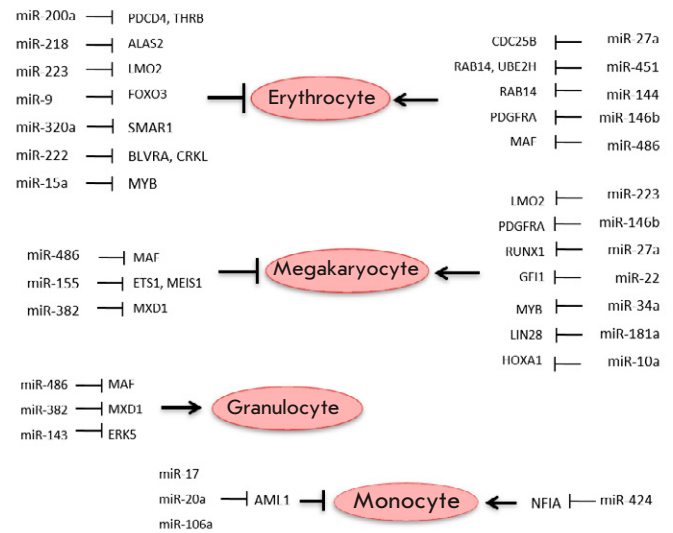 miR-200a PDCD4, THRB
miR-218 ALAS2
miR-223 LMO2
miR-9 FOXO3
miR-320a SMAR1
miR-222 BLVRA, CRKL
miR-15a MYB
Erythrocyte
CDC25B miR-27a
RAB14, UBE2H miR-451
RAB14 miR-144
PDGFRA miR-146b
MAF miR-486
miR-486 MAF
miR-155 ETS1, MEIS1
miR-382 MXD1
Megakaryocyte
LMO2 miR-223
PDGFRA miR-146b
RUNX1 miR-27a
GFI1 miR-22
MYB miR-34a
LIN28 miR-181a
HOXA1 miR-10a
miR-486 MAF
miR-382 MXD1
miR-143 ERK5
Granulocyte
miR-17
miR-20a AML1
miR-106a
Monocyte
NFIA miR-424